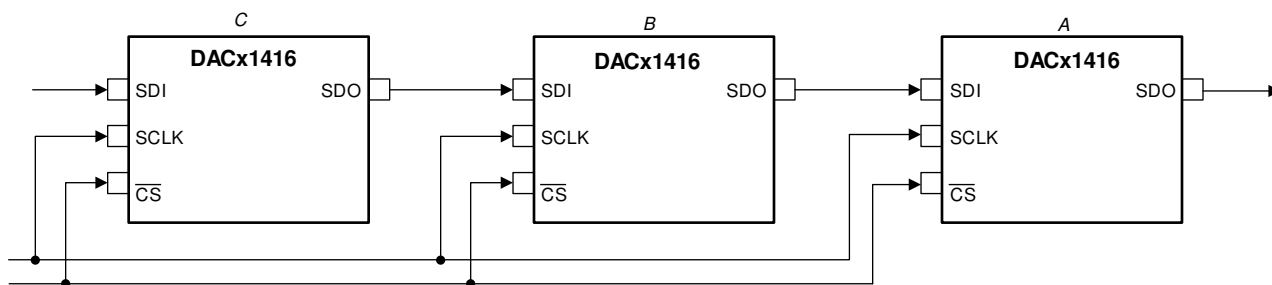 C
DACx1416
SDI
SDO
SCLK
CS
B
DACx1416
SDI
SDO
SCLK
CS
A
DACx1416
SDI
SDO
SCLK
CS